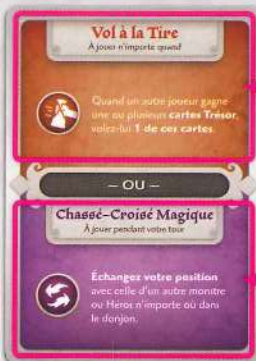 Vol à la Tire
À jouer n'importe quand
Quand un autre joueur gagne
une ou plusieurs cartes Trésor,
volez-lui 1 de ces cartes.
– OU –
Chassé-Croisé Magique
À jouer pendant votre tour
Échangez votre position
avec celle d'un autre monstre
ou Héros n'importe où dans
le donjon.